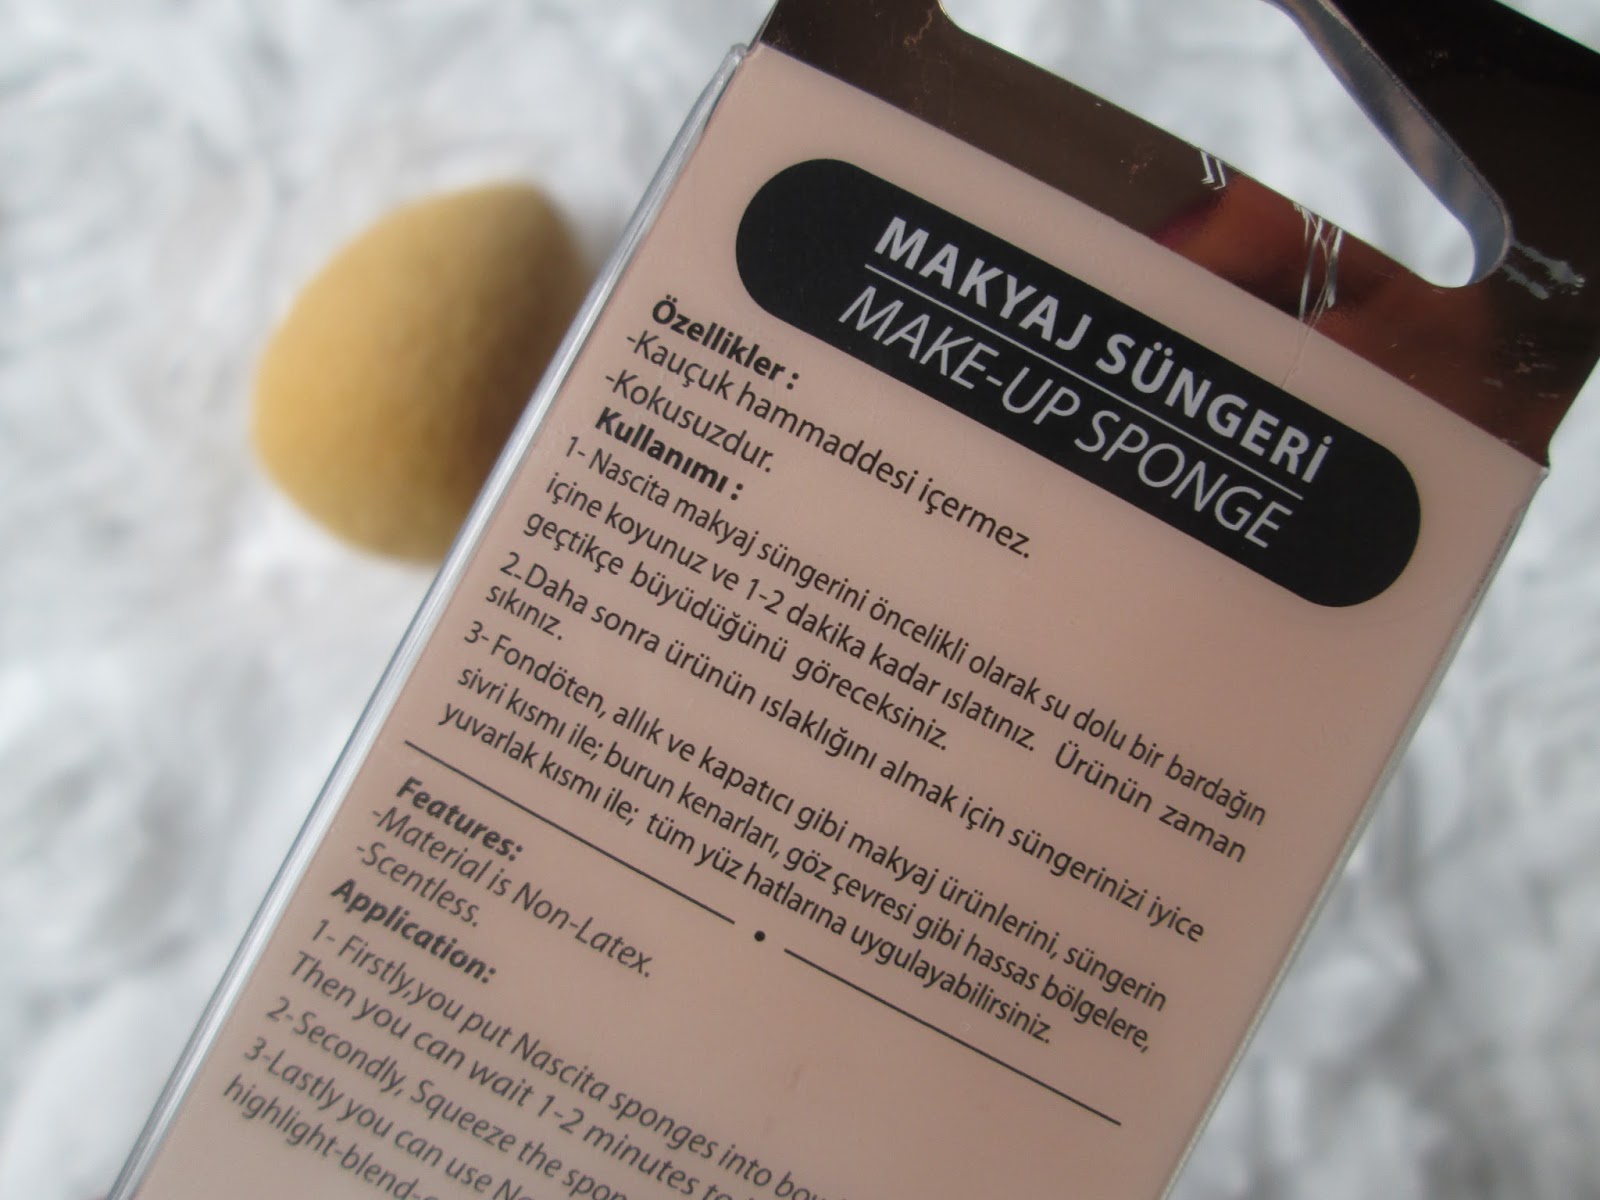 MAKYAJ SÜNGERİ
MAKE-UP SPONGE
Özellikler :
-Kauçuk hammaddesi içermez.
-Kokusuzdur.
Kullanımı :
1- Nascita makyaj süngerini öncelikli olarak su dolu bir bardağın
içine koyunuz ve 1-2 dakika kadar ıslatınız. Ürünün zaman
geçtikçe büyüdüğünü göreceksiniz.
2.Daha sonra ürünün ıslaklığını almak için süngerinizi iyice
sıkınız.
3- Fondöten, allık ve kapatıcı gibi makyaj ürünlerini, süngerin
sivri kısmı ile; burun kenarları, göz çevresi gibi hassas bölgelere,
yuvarlak kısmı ile; tüm yüz hatlarına uygulayabilirsiniz.
Features:
-Material is Non-Latex.
-Scentless.
Application:
1- Firstly,you put Nascita sponges into
Then you can wait 1-2 minutes
2-Secondly, Squeeze the
3-Lastly you can use
highlight-blend-